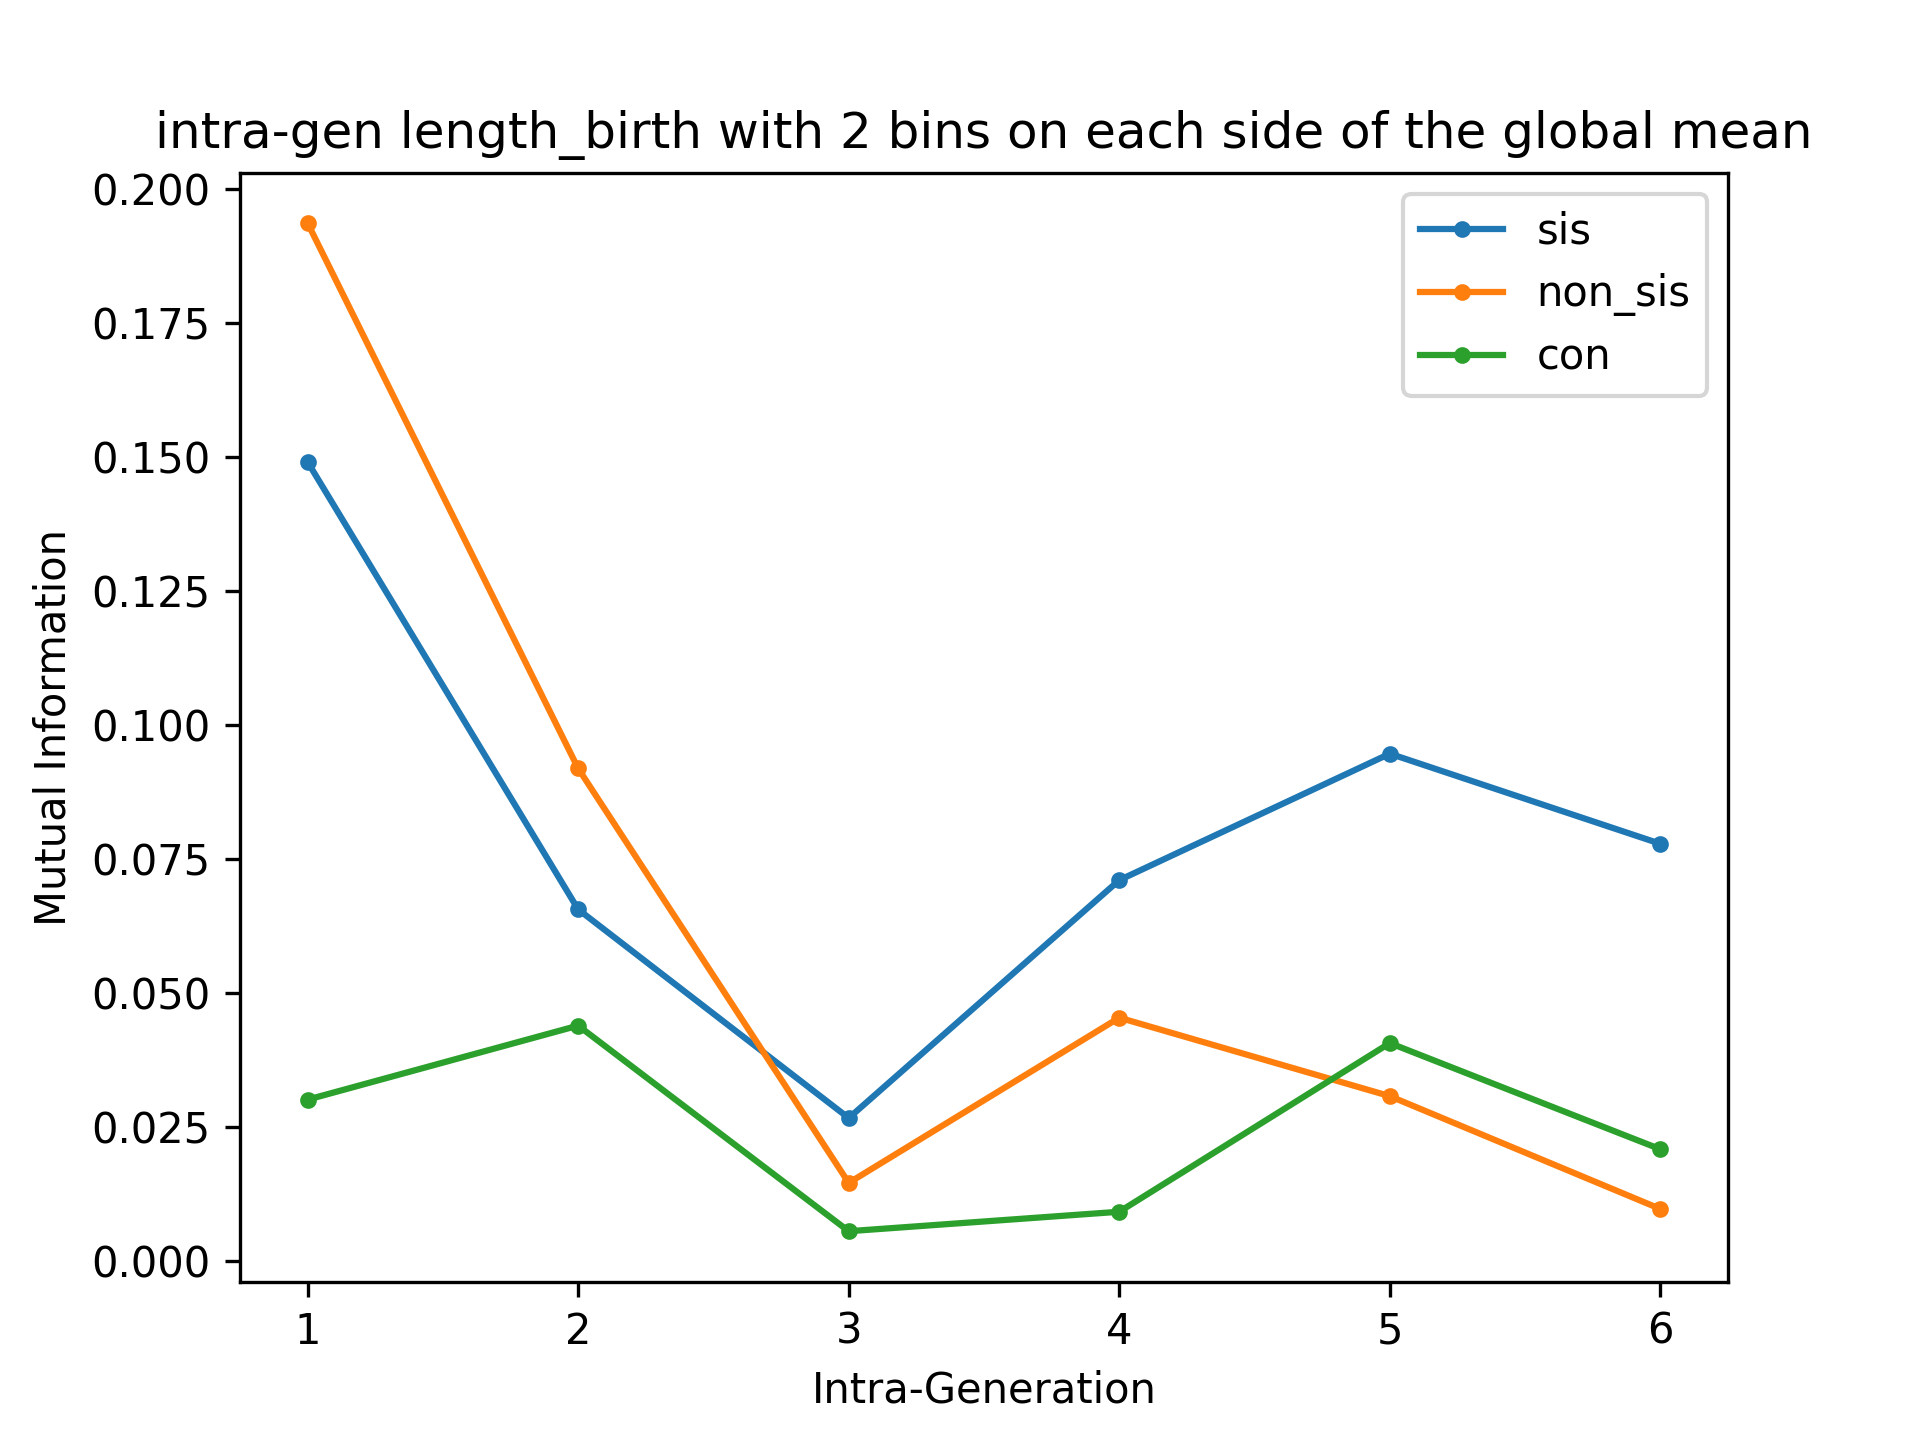 intra-gen length_birth with 2 bins on each side of the global mean
0.200
0.175
0.150
0.125
0.100
0.075
0.050
0.025
0.000
Mutual Information
sis
non_sis
con
1 2 3 4 5 6
Intra-Generation